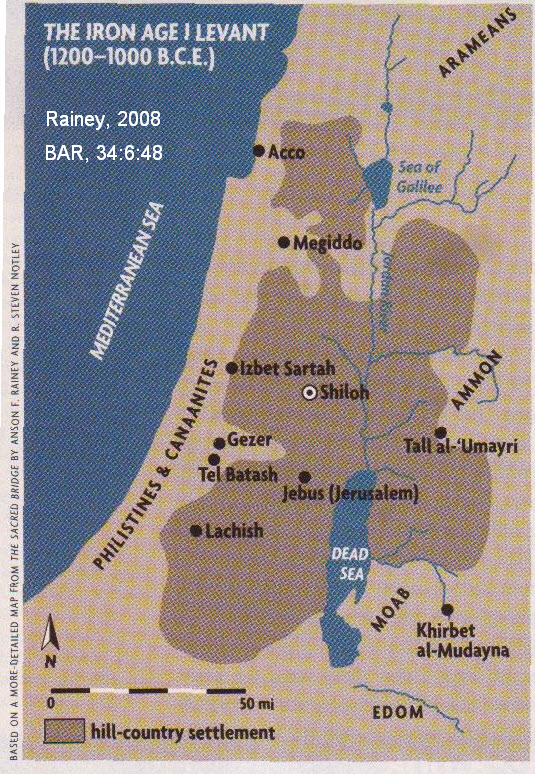 THE IRON AGE I LEVANT
(1200–1000 B.C.E.)
Rainey, 2008
BAR, 34:6:48
ARAMEANS
Acco
Sea of
Galilee
Megiddo
MEDITERRANEAN SEA
Jordan River
Izbet Sartah
Shiloh
AMMON
PHILISTINES & CANAANITES
Gezer
Tall al-‘Umayri
Tel Batash
Jebus (Jerusalem)
Lachish
DEAD
SEA
MOAB
Khirbet
al-Mudayna
N
0 50 mi
EDOM
hill-country settlement
BASED ON A MORE-DETAILED MAP FROM THE SACRED BRIDGE BY ANSON F. RAINEY AND R. STEVEN NOTLEY